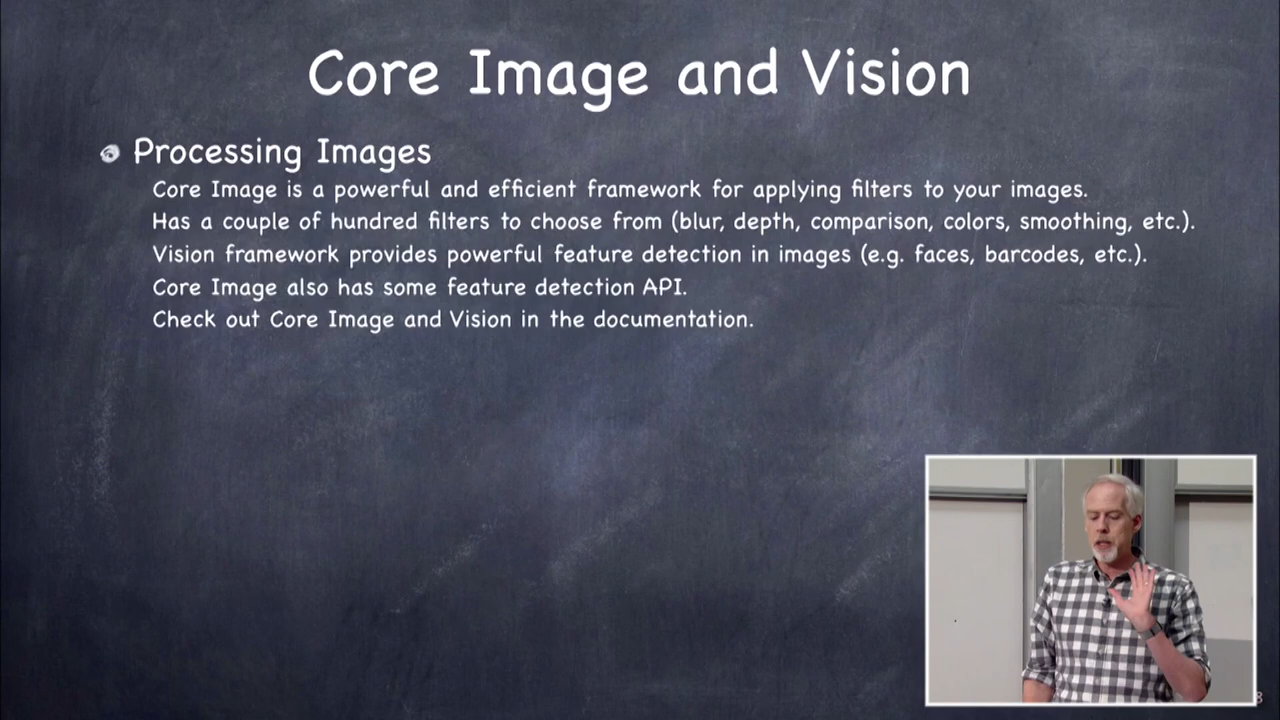 Core Image and Vision
Processing Images
Core Image is a powerful and efficient framework for applying filters to your images.
Has a couple of hundred filters to choose from (blur, depth, comparison, colors, smoothing, etc.).
Vision framework provides powerful feature detection in images (e.g. faces, barcodes, etc.).
Core Image also has some feature detection API.
Check out Core Image and Vision in the documentation.